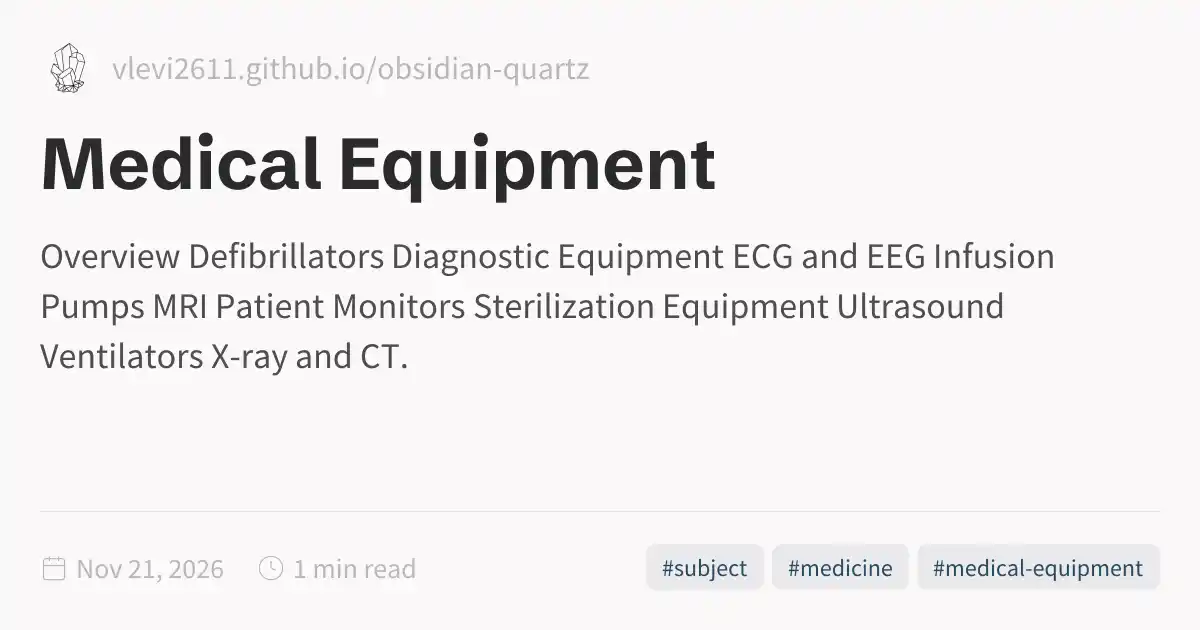 vlevi2611.github.io/obsidian-quartz
Medical Equipment
Overview Defibrillators Diagnostic Equipment ECG and EEG Infusion
Pumps MRI Patient Monitors Sterilization Equipment Ultrasound
Ventilators X-ray and CT.
Nov 21, 2026 1 min read #subject #medicine #medical-equipment